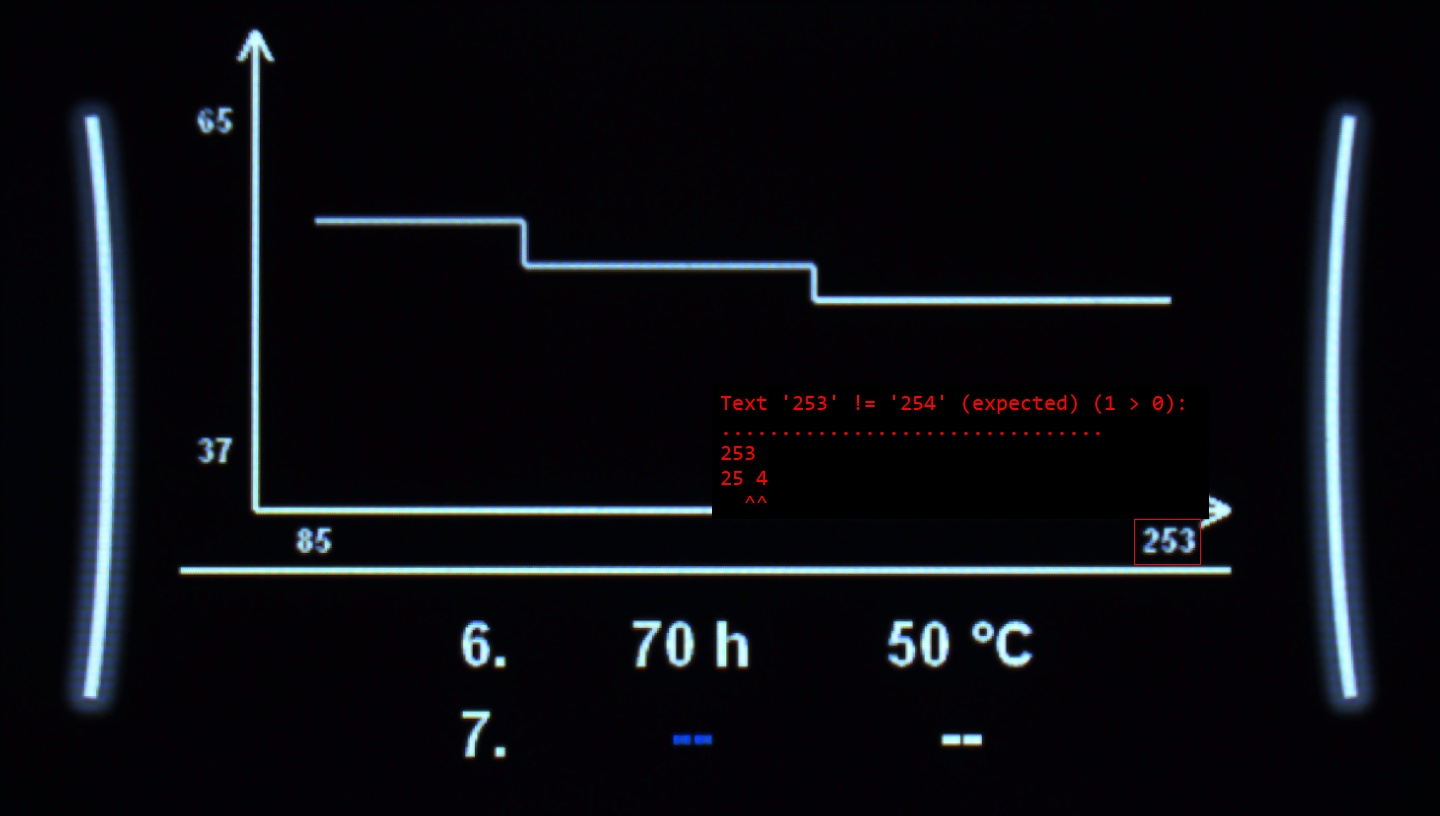 65
Text '253' != '254' (expected) (1 > 0):
................................
253
25 4
^^
37
85 253
6. 70 h 50 °C
7. -- --